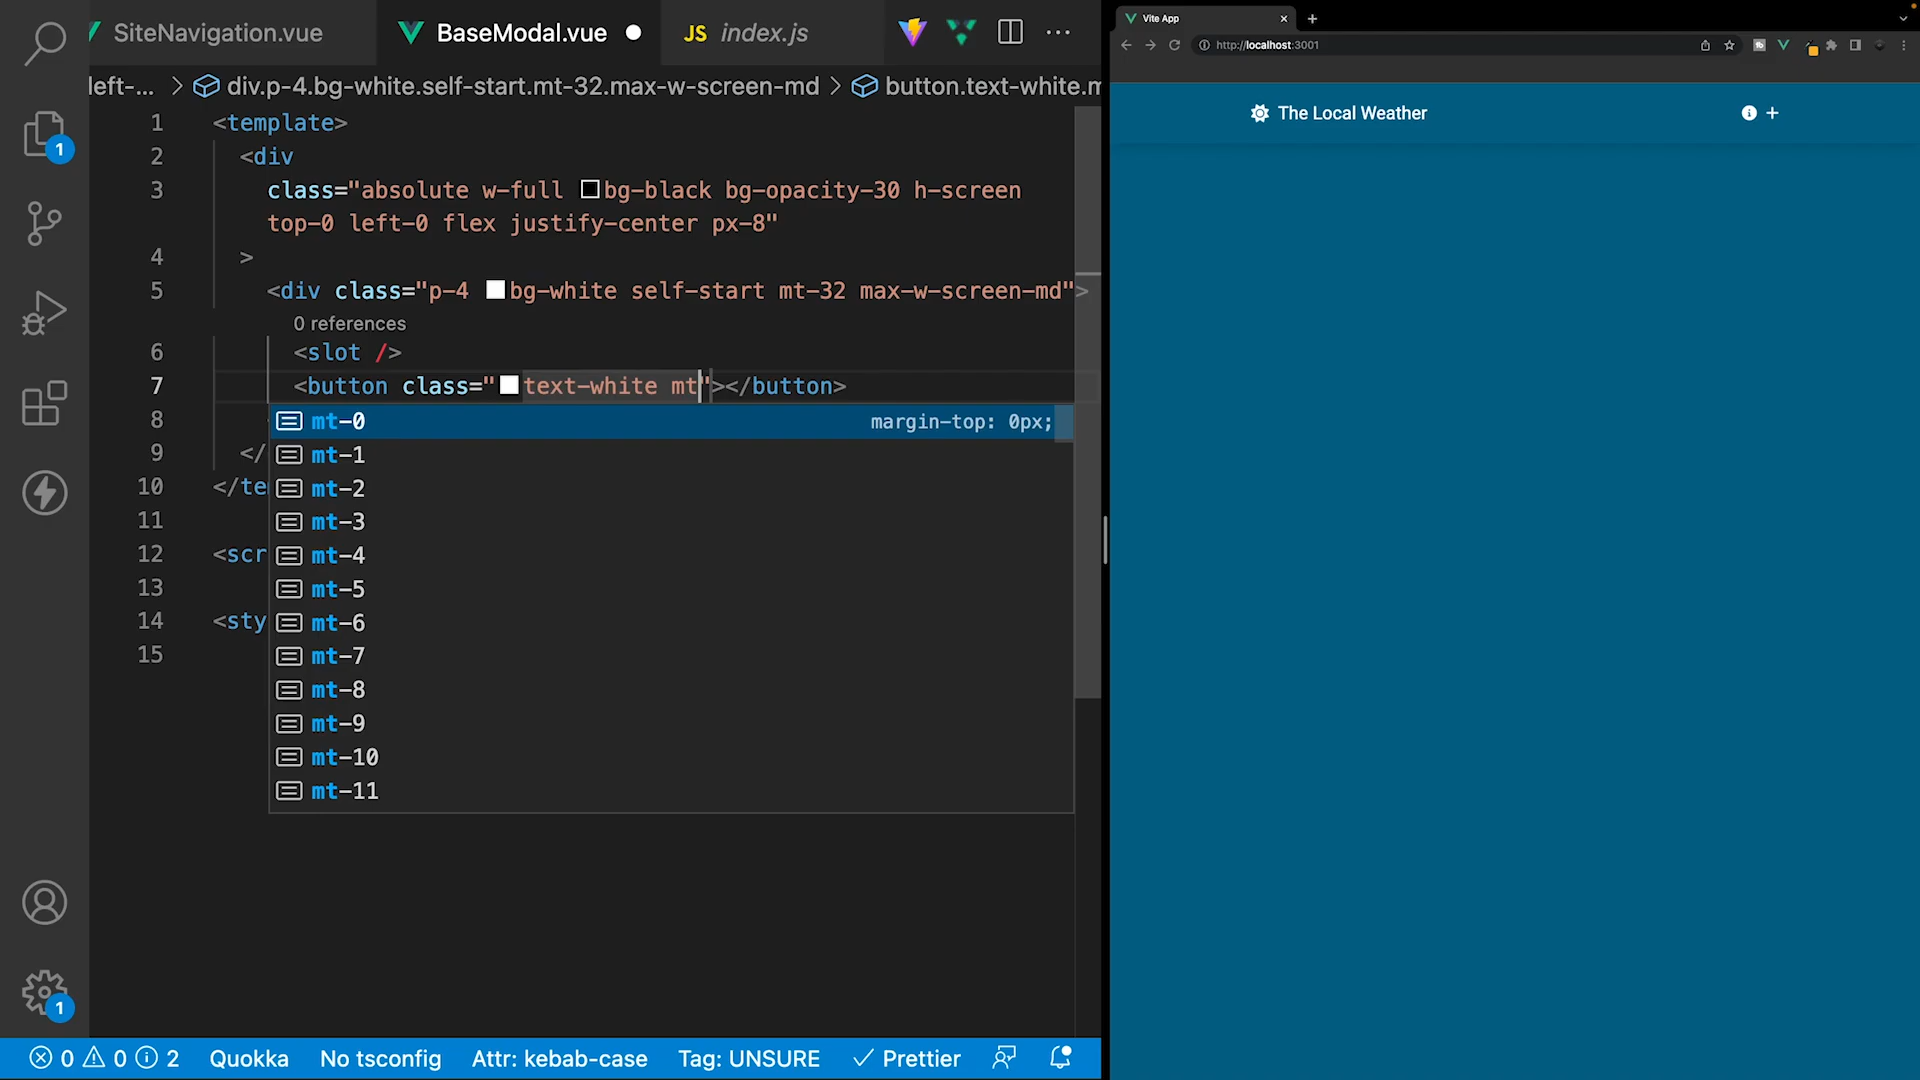 SiteNavigation.vue
BaseModal.vue
JS index.js
left-... > div.p-4.bg-white.self-start.mt-32.max-w-screen-md > button.text-white.m
1 <template>
2 <div
3 class="absolute w-full bg-black bg-opacity-30 h-screen
top-0 left-0 flex justify-center px-8"
4 >
5 <div class="p-4 bg-white self-start mt-32 max-w-screen-md">
0 references
6 <slot />
7 <button class="text-white mt"></button>
8
mt-0 margin-top: 0px;
9 </
mt-1
10 </te
mt-2
11
mt-3
12 <scr
mt-4
13
mt-5
14 <sty
mt-6
15
mt-7
mt-8
mt-9
mt-10
mt-11
1
1
0 0 2 Quokka No tsconfig Attr: kebab-case Tag: UNSURE Prettier
Vite App
http://localhost:3001
The Local Weather